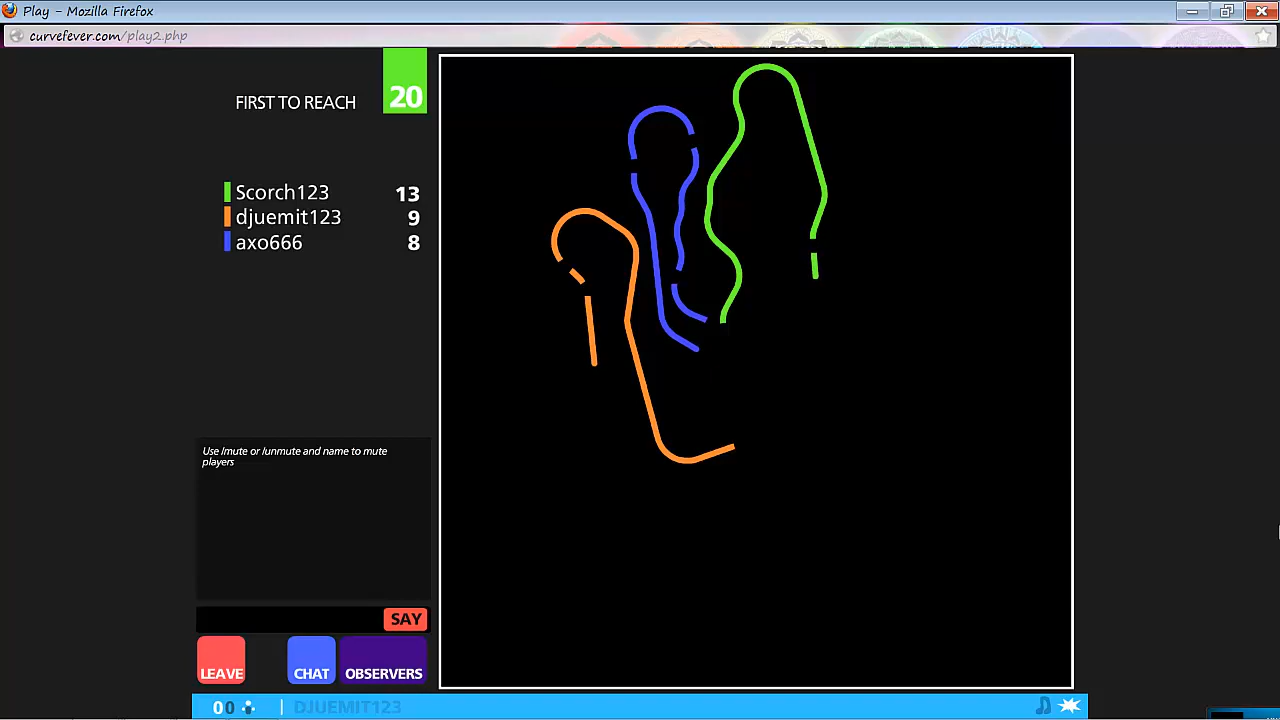 Play - Mozilla Firefox
curvefever.com/play2.php
FIRST TO REACH 20
Scorch123 13
djuemit123 9
axo666 8
Use /mute or /unmute and name to mute
players
SAY
LEAVE CHAT OBSERVERS
00 | DJUEMIT123